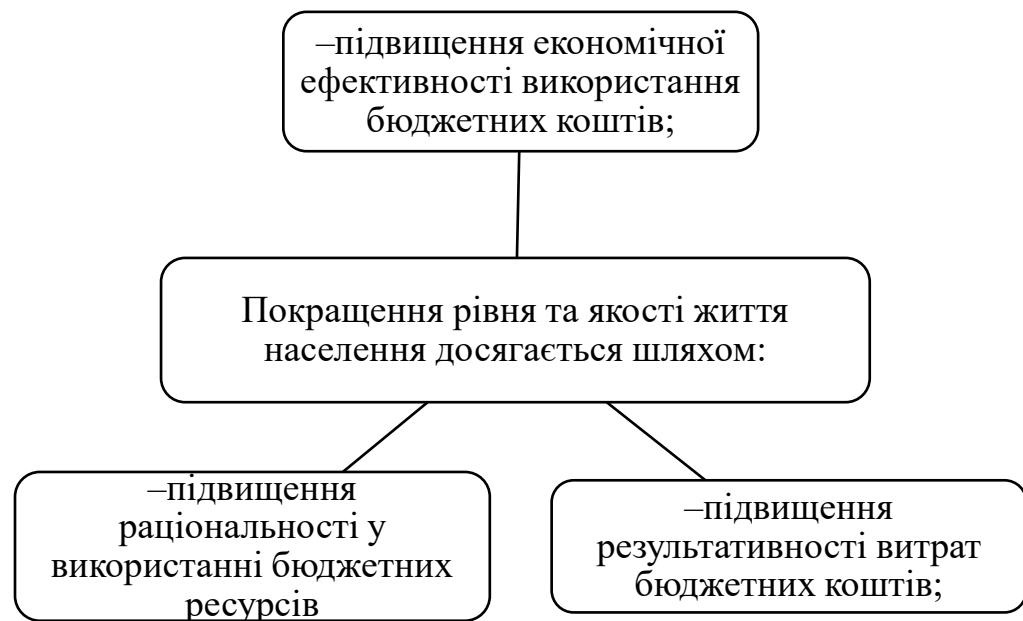 –підвищення економічної
ефективності використання
бюджетних коштів;
Покращення рівня та якості життя
населення досягається шляхом:
–підвищення
раціональності у
використанні бюджетних
ресурсів
–підвищення
результативності витрат
бюджетних коштів;